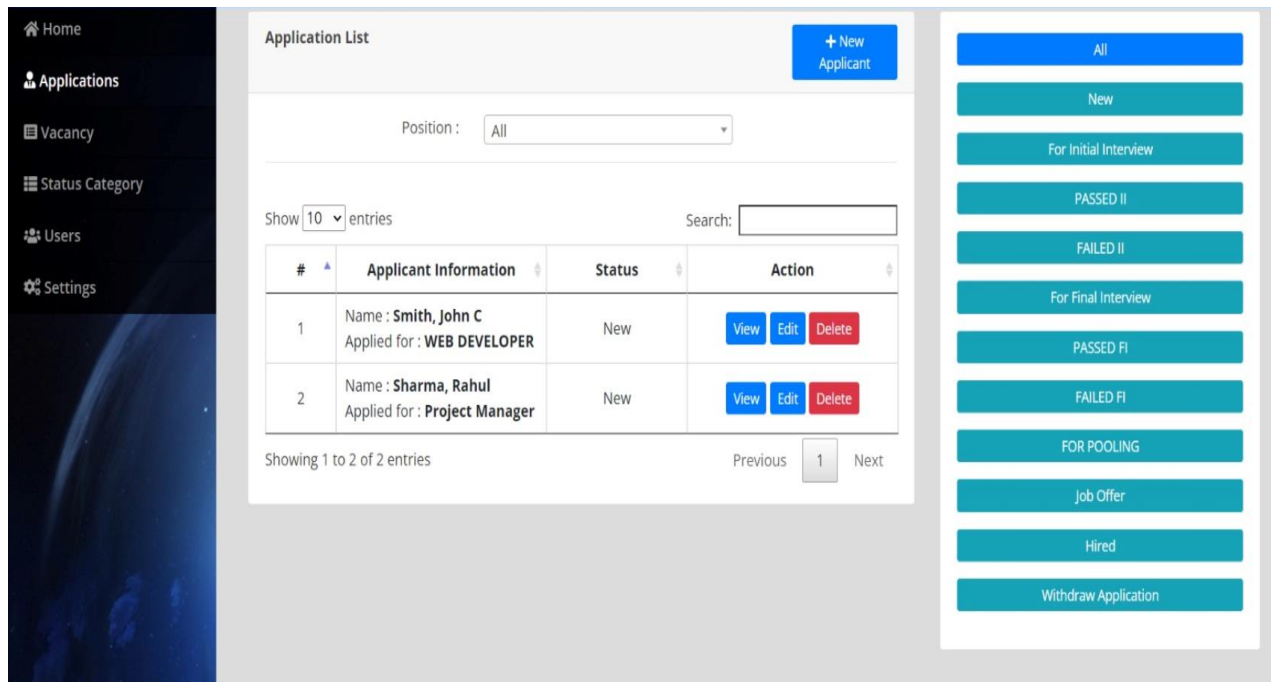 Home
Applications
Vacancy
Status Category
Users
Settings
Application List
+ New
Applicant
Position : All
Show 10 entries Search:
# Applicant Information Status Action
1 Name : Smith, John C New View Edit Delete
Applied for : WEB DEVELOPER
2 Name : Sharma, Rahul New View Edit Delete
Applied for : Project Manager
Showing 1 to 2 of 2 entries Previous 1 Next
All
New
For Initial Interview
PASSED II
FAILED II
For Final Interview
PASSED FI
FAILED FI
FOR POOLING
Job Offer
Hired
Withdraw Application